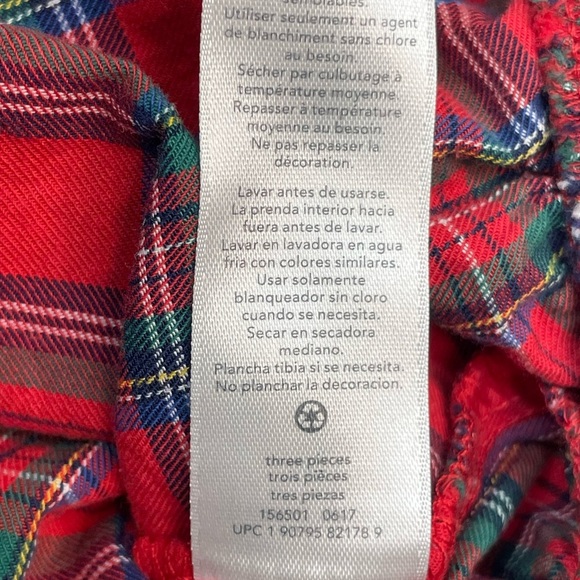 semblables.
Utiliser seulement un agent
de blanchiment sans chlore
au besoin.
Sécher par culbutage à
température moyenne.
Repasser à température
moyenne au besoin.
Ne pas repasser la
décoration.
Lavar antes de usarse.
La prenda interior hacia
fuera antes de lavar.
Lavar en lavadora en agua
fria con colores similares.
Usar solamente
blanqueador sin cloro
cuando se necesita.
Secar en secadora
mediano.
Plancha tibia si se necesita.
No planchar la decoracion.
three pieces
trois pièces
tres piezas
156501 0617
UPC 1 90795 82178 9